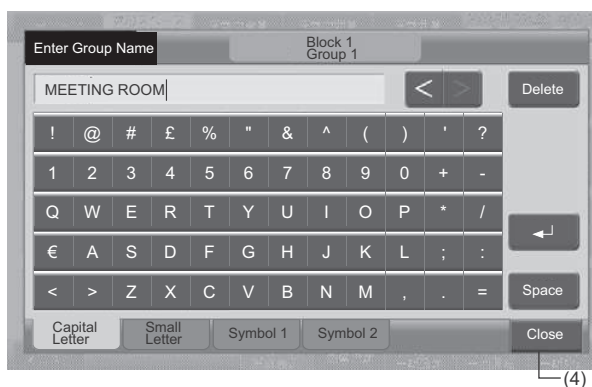 Enter Group Name
Block 1
Group 1
MEETING ROOM
< >
Delete
! @ # £ % " & ^ ( ) ' ?
1 2 3 4 5 6 7 8 9 0 + -
Q W E R T Y U I O P * /
€ A S D F G H J K L ; :
< > Z X C V B N M , . =
Space
Capital
Letter
Small
Letter
Symbol 1
Symbol 2
Close
(4)